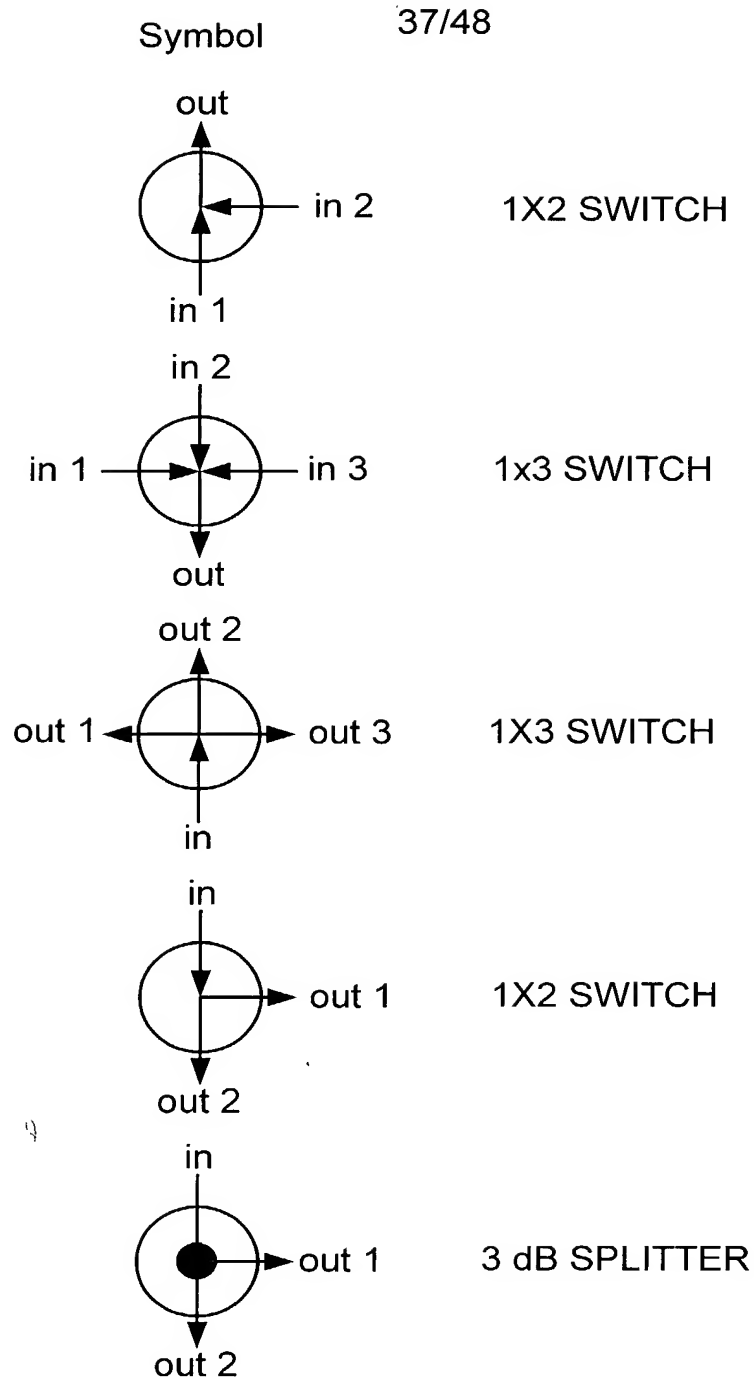 Symbol 37/48
out
in 2 1X2 SWITCH
in 1
in 2
in 1 in 3 1x3 SWITCH
out
out 2
out 1 out 3 1X3 SWITCH
in
in
out 1 1X2 SWITCH
out 2
in
out 1 3 dB SPLITTER
out 2